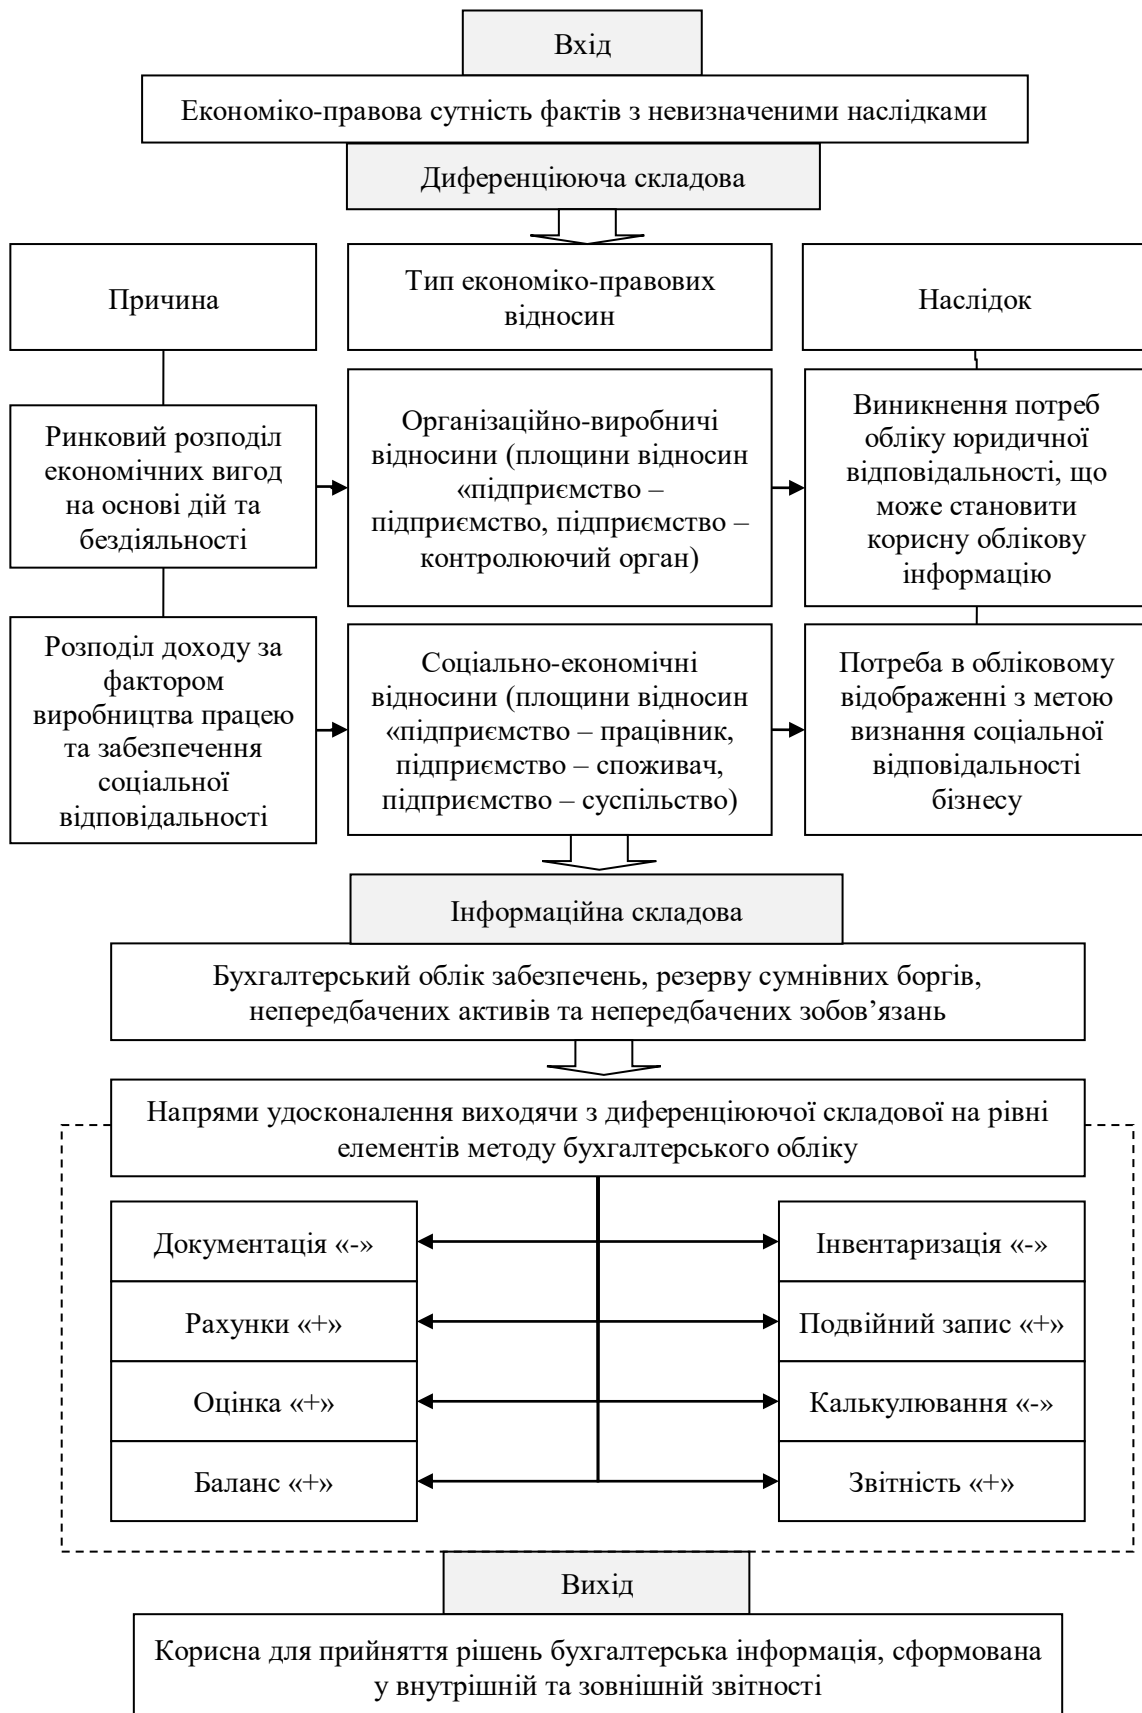 Вхід
Економіко-правова сутність фактів з невизначеними наслідками
Диференціююча складова
Причина
Тип економіко-правових
відносин
Наслідок
Ринковий розподіл
економічних вигод
на основі дій та
бездіяльності
Організаційно-виробничі
відносини (площини відносин
«підприємство –
підприємство, підприємство –
контролюючий орган)
Виникнення потреб
обліку юридичної
відповідальності, що
може становити
корисну облікову
інформацію
Розподіл доходу за
фактором
виробництва працею
та забезпечення
соціальної
відповідальності
Соціально-економічні
відносини (площини відносин
«підприємство – працівник,
підприємство – споживач,
підприємство – суспільство)
Потреба в обліковому
відображенні з метою
визнання соціальної
відповідальності
бізнесу
Інформаційна складова
Бухгалтерський облік забезпечень, резерву сумнівних боргів,
непередбачених активів та непередбачених зобов’язань
Напрями удосконалення виходячи з диференціюючої складової на рівні
елементів методу бухгалтерського обліку
Документація «-»
Інвентаризація «-»
Рахунки «+»
Подвійний запис «+»
Оцінка «+»
Калькулювання «-»
Баланс «+»
Звітність «+»
Вихід
Корисна для прийняття рішень бухгалтерська інформація, сформована
у внутрішній та зовнішній звітності